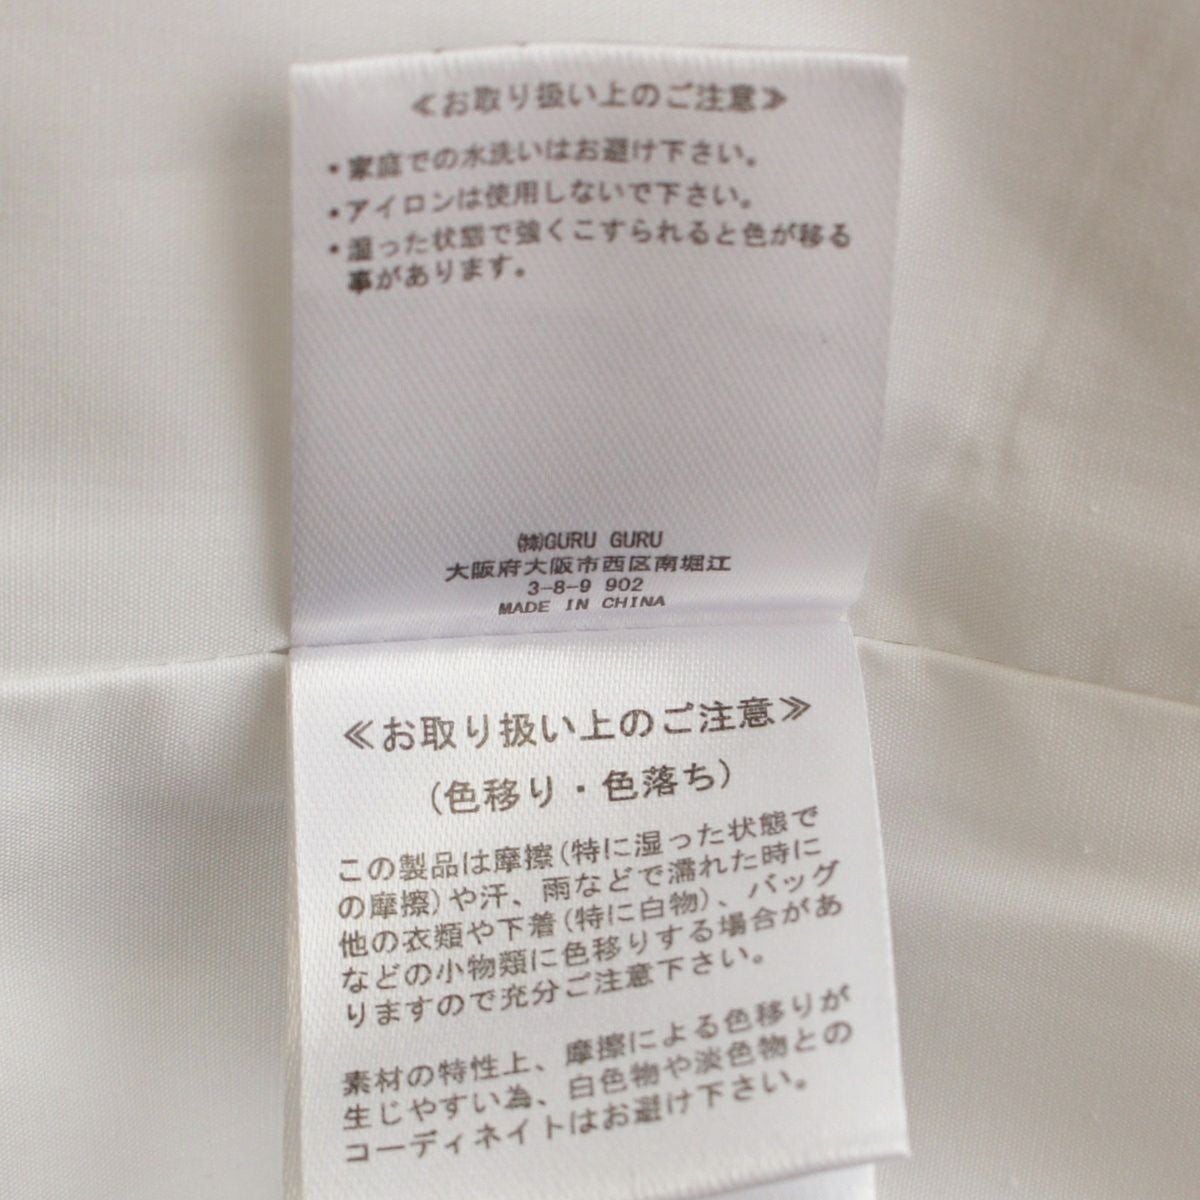 ≪お取り扱い上のご注意≫
・家庭での水洗いはお避け下さい。
・アイロンは使用しないで下さい。
・湿った状態で強くこすられると色が移る
事があります。
㈱GURU GURU
大阪府大阪市西区南堀江
3-8-9 902
MADE IN CHINA
≪お取り扱い上のご注意≫
(色移り・色落ち)
この製品は摩擦(特に湿った状態で
の摩擦)や汗、雨などで濡れた時に
他の衣類や下着(特に白物)、バッグ
などの小物類に色移りする場合があ
りますので充分ご注意下さい。
素材の特性上、摩擦による色移りが
生じやすい為、白色物や淡色物との
コーディネイトはお避け下さい。